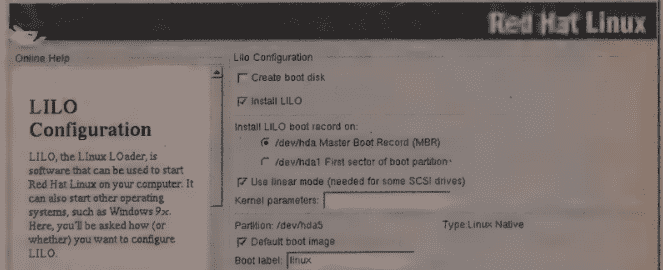 Red Hat Linux
Online Help
LILO
Configuration
LILO, the LInux LOader, is
software that can be used to start
Red Hat Linux on your computer. It
can also start other operating
systems, such as Windows 9x.
Here, you'll be asked how (or
whether) you want to configure
LILO.
Lilo Configuration
Create boot disk
Install LILO
Install LILO boot record on:
/dev/hda Master Boot Record (MBR)
/dev/hda1 First sector of boot partition
Use linear mode (needed for some SCSI drives)
Kernel parameters:
Partition: /dev/hda5 Type:Linux Native
Default boot image
Boot label: linux